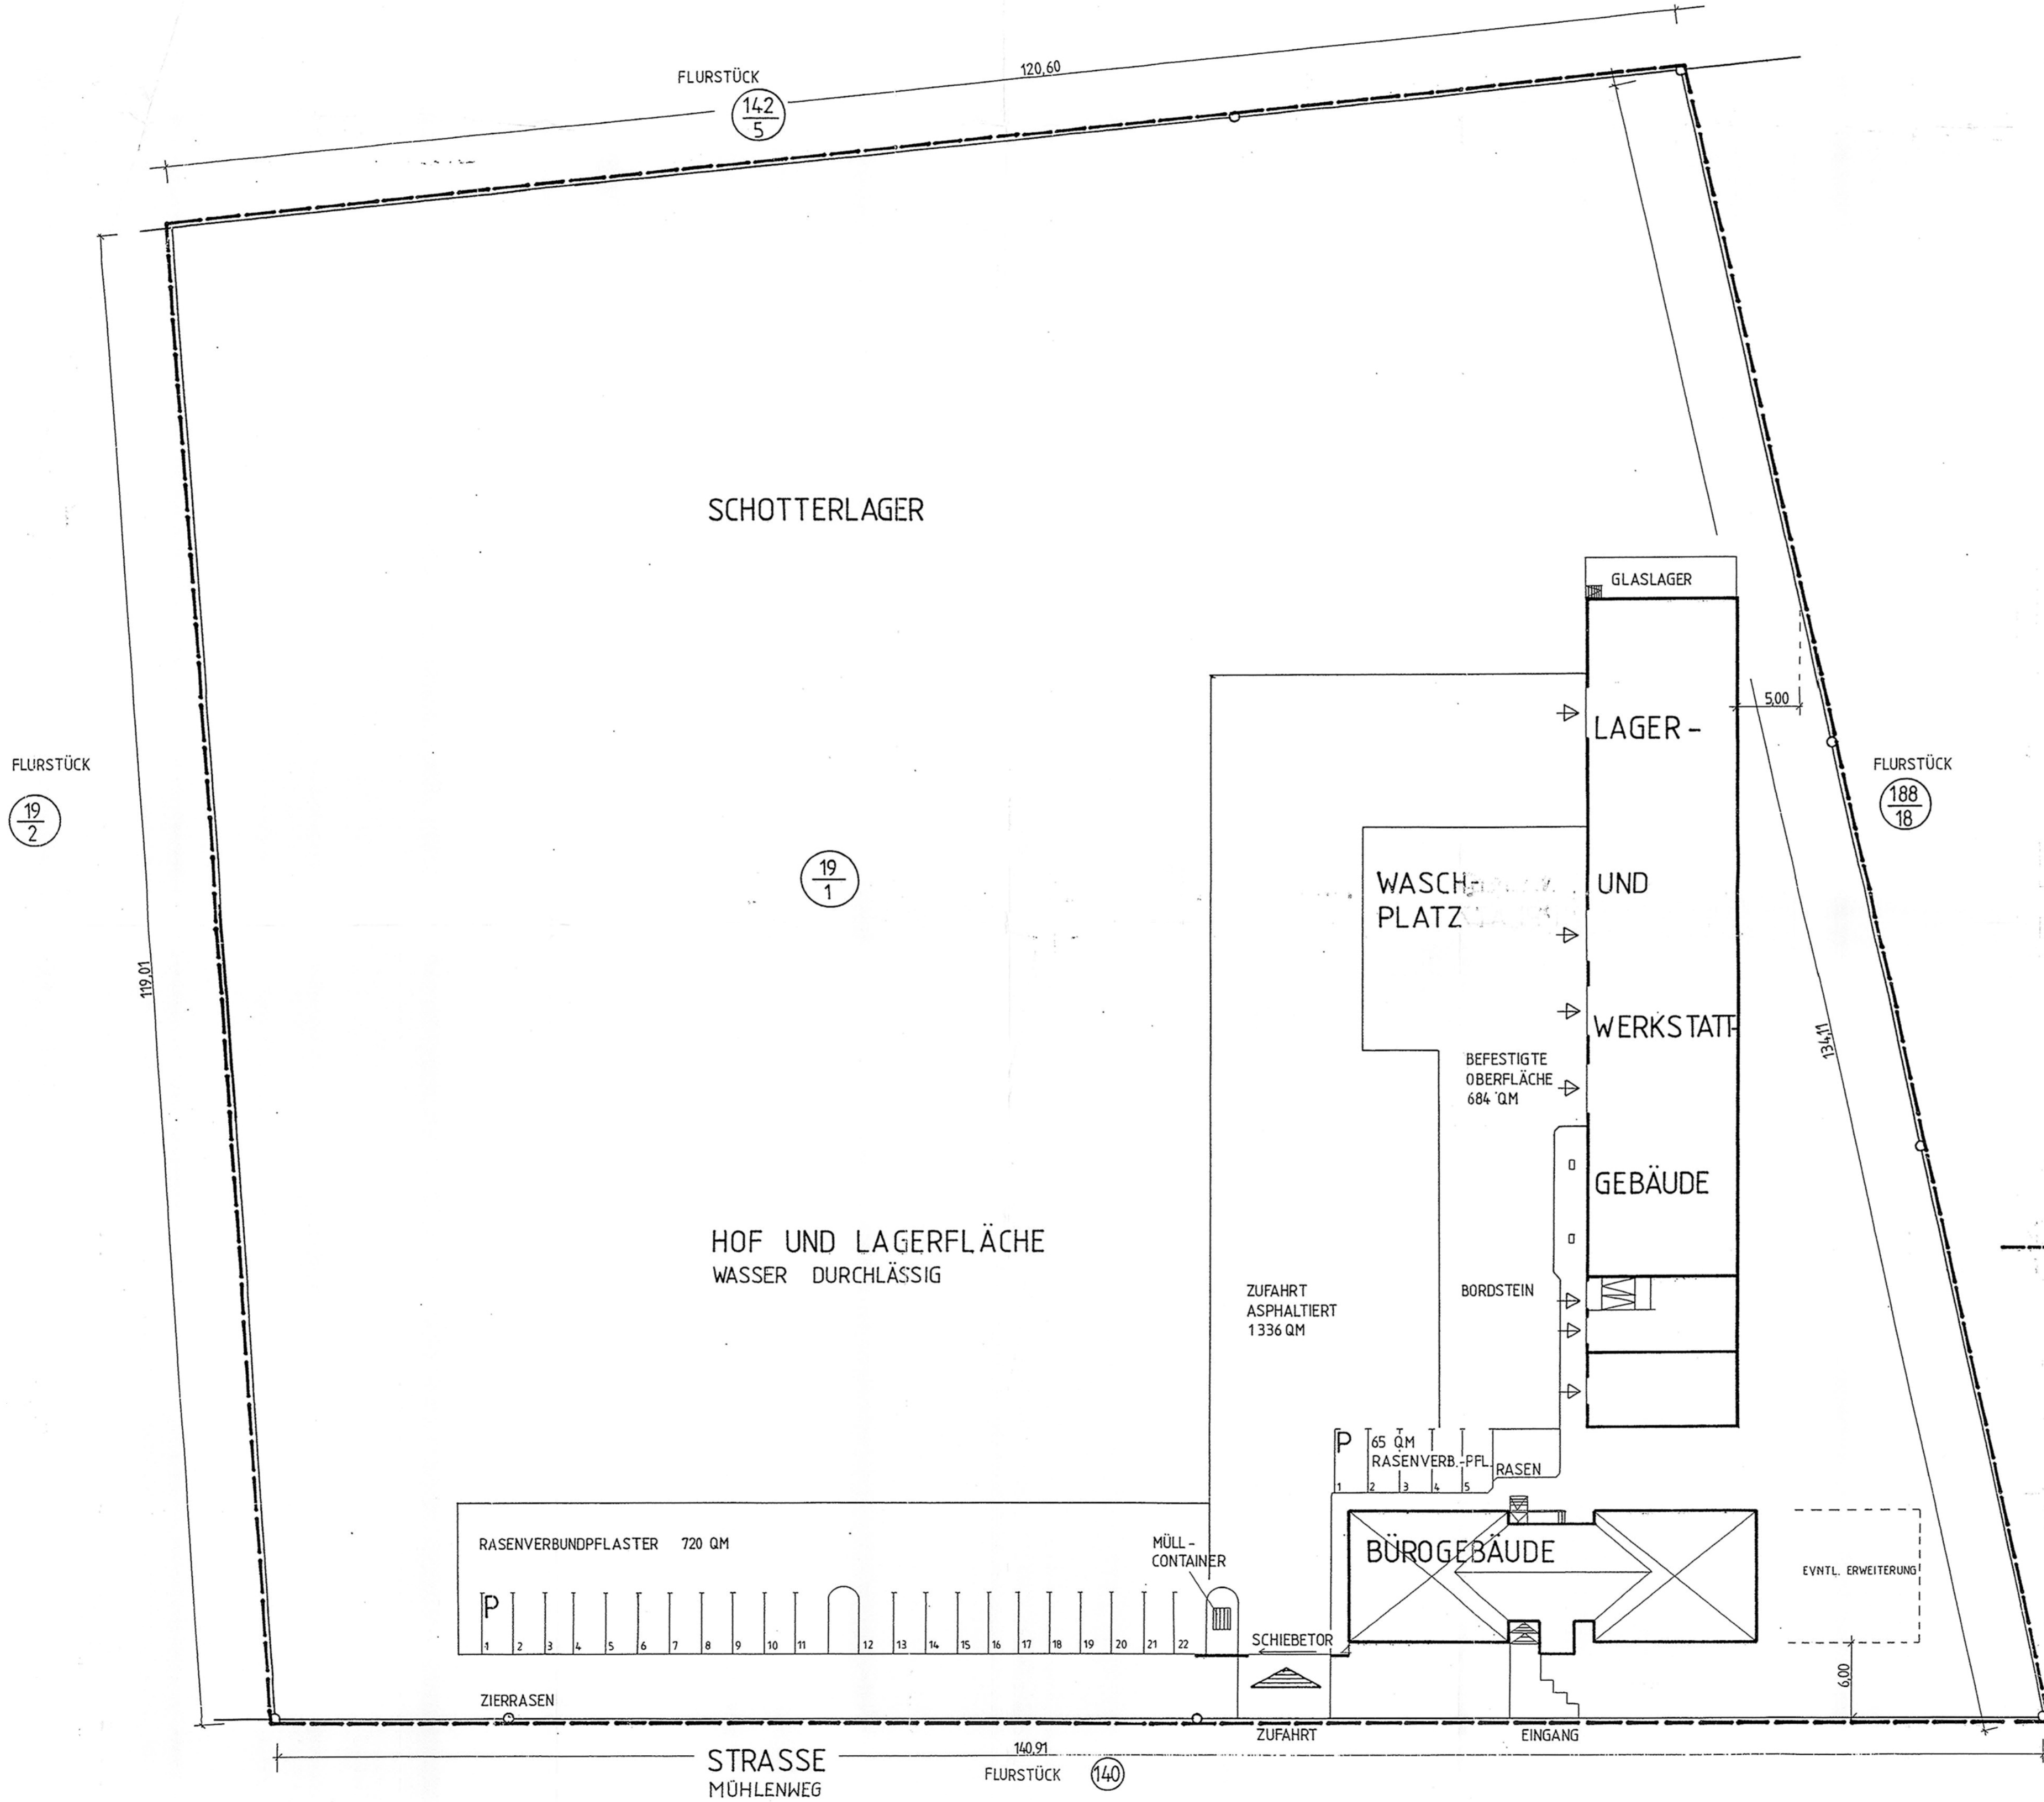 120,60
FLURSTÜCK
142
5
SCHOTTERLAGER
GLASLAGER
LAGER-
5,00
FLURSTÜCK
19
2
FLURSTÜCK
188
18
19
1
WASCH-
PLATZ
UND
119,01
WERKSTATT-
134,11
BEFESTIGTE
OBERFLÄCHE
684 QM
GEBÄUDE
HOF UND LAGERFLÄCHE
WASSER DURCHLÄSSIG
ZUFAHRT
ASPHALTIERT
1336 QM
BORDSTEIN
P
65 QM
RASENVERB.-PFL.
RASEN
1 2 3 4 5
RASENVERBUNDPFLASTER 720 QM
MÜLL-
CONTAINER
BÜROGEBÄUDE
EVNTL. ERWEITERUNG
P
1 2 3 4 5 6 7 8 9 10 11 12 13 14 15 16 17 18 19 20 21 22
SCHIEBETOR
6,00
ZIERRASEN
ZUFAHRT
EINGANG
STRASSE
MÜHLENWEG
140,91
FLURSTÜCK
140